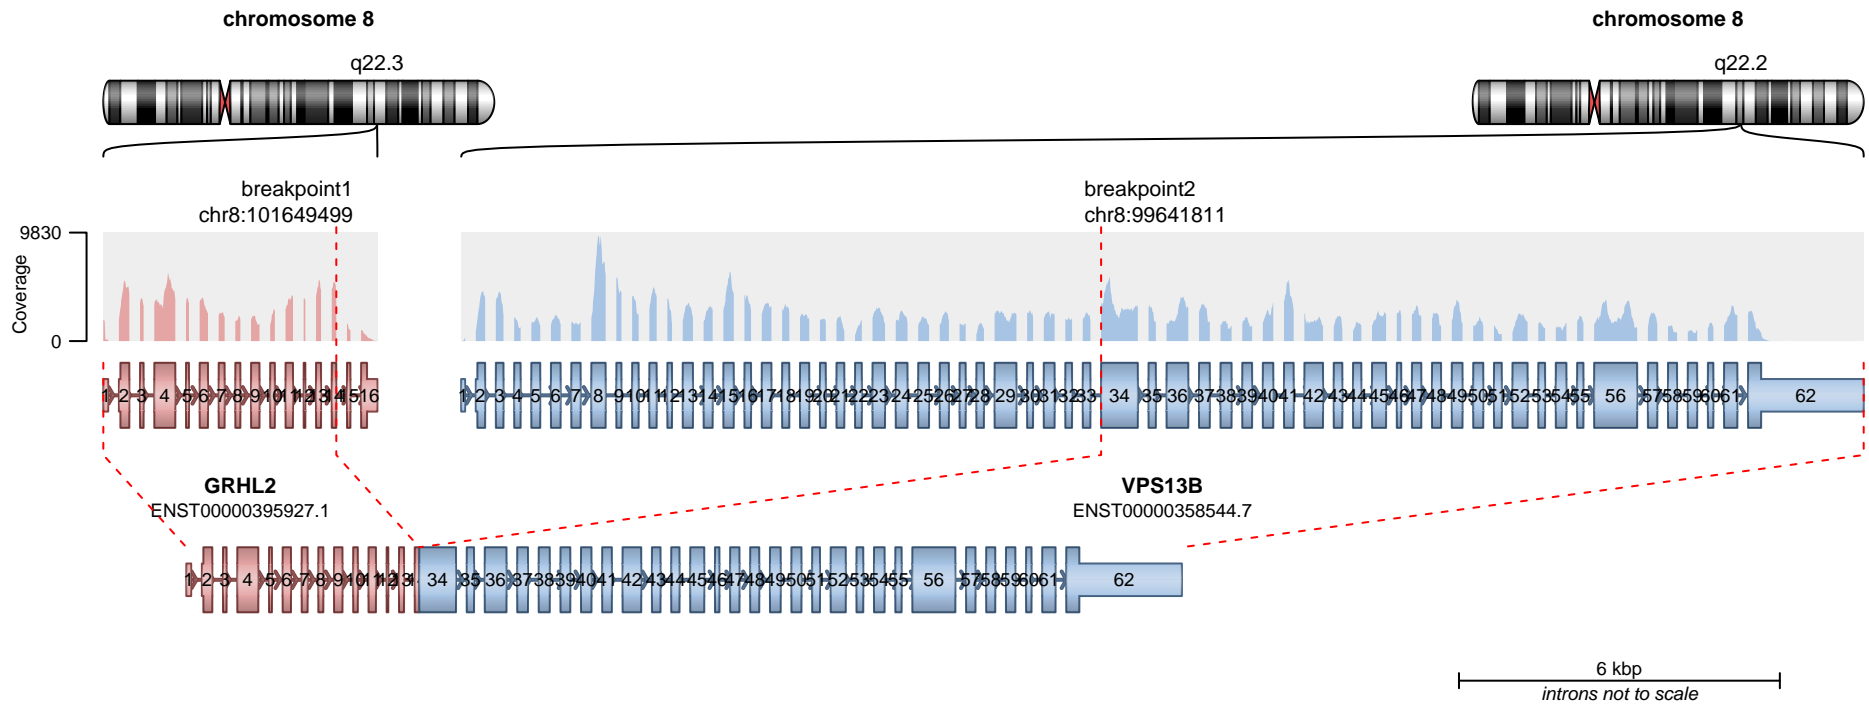 chromosome 8
chromosome 8
q22.3
q22.2
breakpoint1
chr8:101649499
breakpoint2
chr8:99641811
9830
Coverage
0
1 2 3 4 5 6 7 8 9 10 11 12 13 14 15 16
1 2 3 4 5 6 7 8 9 10 11 12 13 14 15 16 17 18 19 20 21 22 23 24 25 26 27 28 29 30 31 32 33 34 35 36 37 38 39 40 41 42 43 44 45 46 47 48 49 50 51 52 53 54 55 56 57 58 59 60 61 62
GRHL2
ENST00000395927.1
VPS13B
ENST00000358544.7
1 2 3 4 5 6 7 8 9 10 11 12 13 34 35 36 37 38 39 40 41 42 43 44 45 46 47 48 49 50 51 52 53 54 55 56 57 58 59 60 61 62
6 kbp
introns not to scale